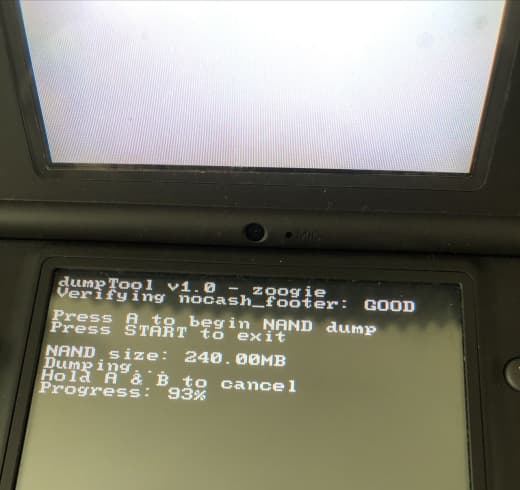 dumpTool v1.0 - zoogie
Verifying nocash_footer: GOOD
Press A to begin NAND dump
Press START to exit
NAND size: 240.00MB
Dumping...
Hold A & B to cancel
Progress: 93%